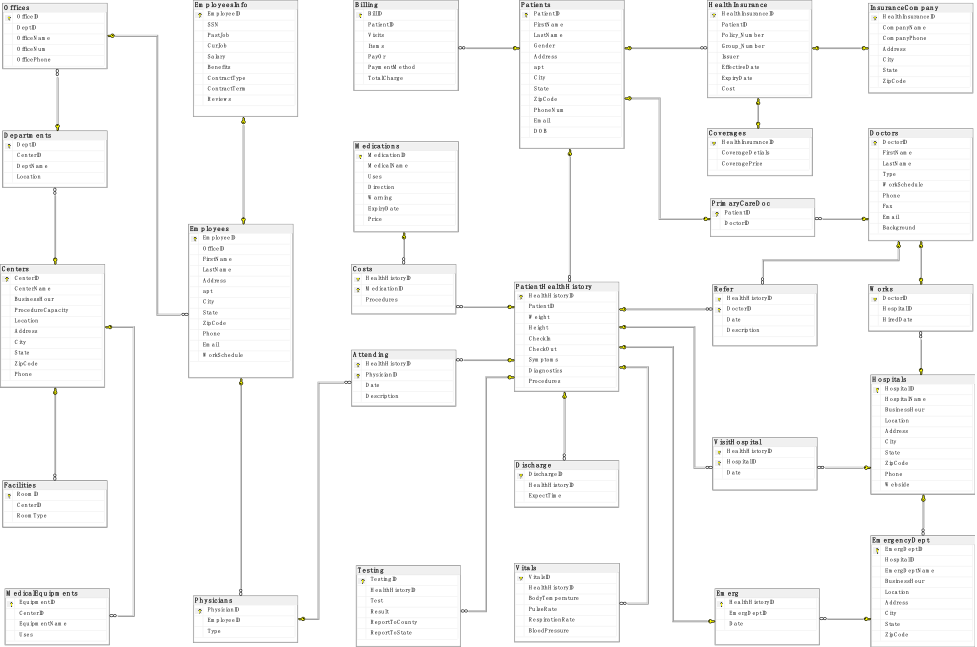 Offices
OfficeID
DeptID
OfficeName
OfficeNum
OfficePhone
Departments
DeptID
CenterID
DeptName
Location
Centers
CenterID
CenterName
BusinessHour
ProcedureCapacity
Location
Address
City
State
ZipCode
Phone
Facilities
RoomID
CenterID
RoomType
MedicalEquipments
EquipmentID
CenterID
EquipmentName
Uses
EmployeesInfo
EmployeeID
SSN
PastJob
CurJob
Salary
Benefits
ContractType
ContractTerm
Reviews
Employees
EmployeeID
OfficeID
FirstName
LastName
Address
apt
City
State
ZipCode
Phone
Email
WorkSchedule
Physicians
PhysicianID
EmployeeID
Type
Billing
BillID
PatientID
Visits
Items
PayOr
PaymentMethod
TotalCharge
Medications
MedicationID
MedicalName
Uses
Direction
Warning
ExpiryDate
Price
Costs
HealthHistoryID
MedicationID
Procedures
Attending
HealthHistoryID
PhysicianID
Date
Description
Testing
TestingID
HealthHistoryID
Test
Result
ReportToCounty
ReportToState
Patients
PatientID
FirstName
LastName
Gender
Address
apt
City
State
ZipCode
PhoneNum
Email
DOB
PatientHealthHistory
HealthHistoryID
PatientID
Weight
Height
CheckIn
CheckOut
Symptoms
Diagnostics
Procedures
Discharge
DischargeID
HealthHistoryID
ExpectTime
Vitals
VitalsID
HealthHistoryID
BodyTemperature
PulseRate
RespirationRate
BloodPressure
HealthInsurance
HealthInsuranceID
PatientID
Policy_Number
Group_Number
Issuer
EffectiveDate
ExpiryDate
Cost
Coverages
HealthInsuranceID
CoverageDetials
CoveragePrice
PrimaryCareDoc
PatientID
DoctorID
Refer
HealthHistoryID
DoctorID
Date
Description
VisitHospital
HealthHistoryID
HospitalID
Date
Emerg
HealthHistoryID
EmergDeptID
Date
InsuranceCompany
HealthInsuranceID
CompanyName
CompanyPhone
Address
City
State
ZipCode
Doctors
DoctorID
FirstName
LastName
Type
WorkSchedule
Phone
Fax
Email
Background
Works
DoctorID
HospitalID
HiredDate
Hospitals
HospitalID
HospitalName
BusinessHour
Location
Address
City
State
ZipCode
Phone
Webside
EmergencyDept
EmergDeptID
HospitalID
EmergDeptName
BusinessHour
Location
Address
City
State
ZipCode